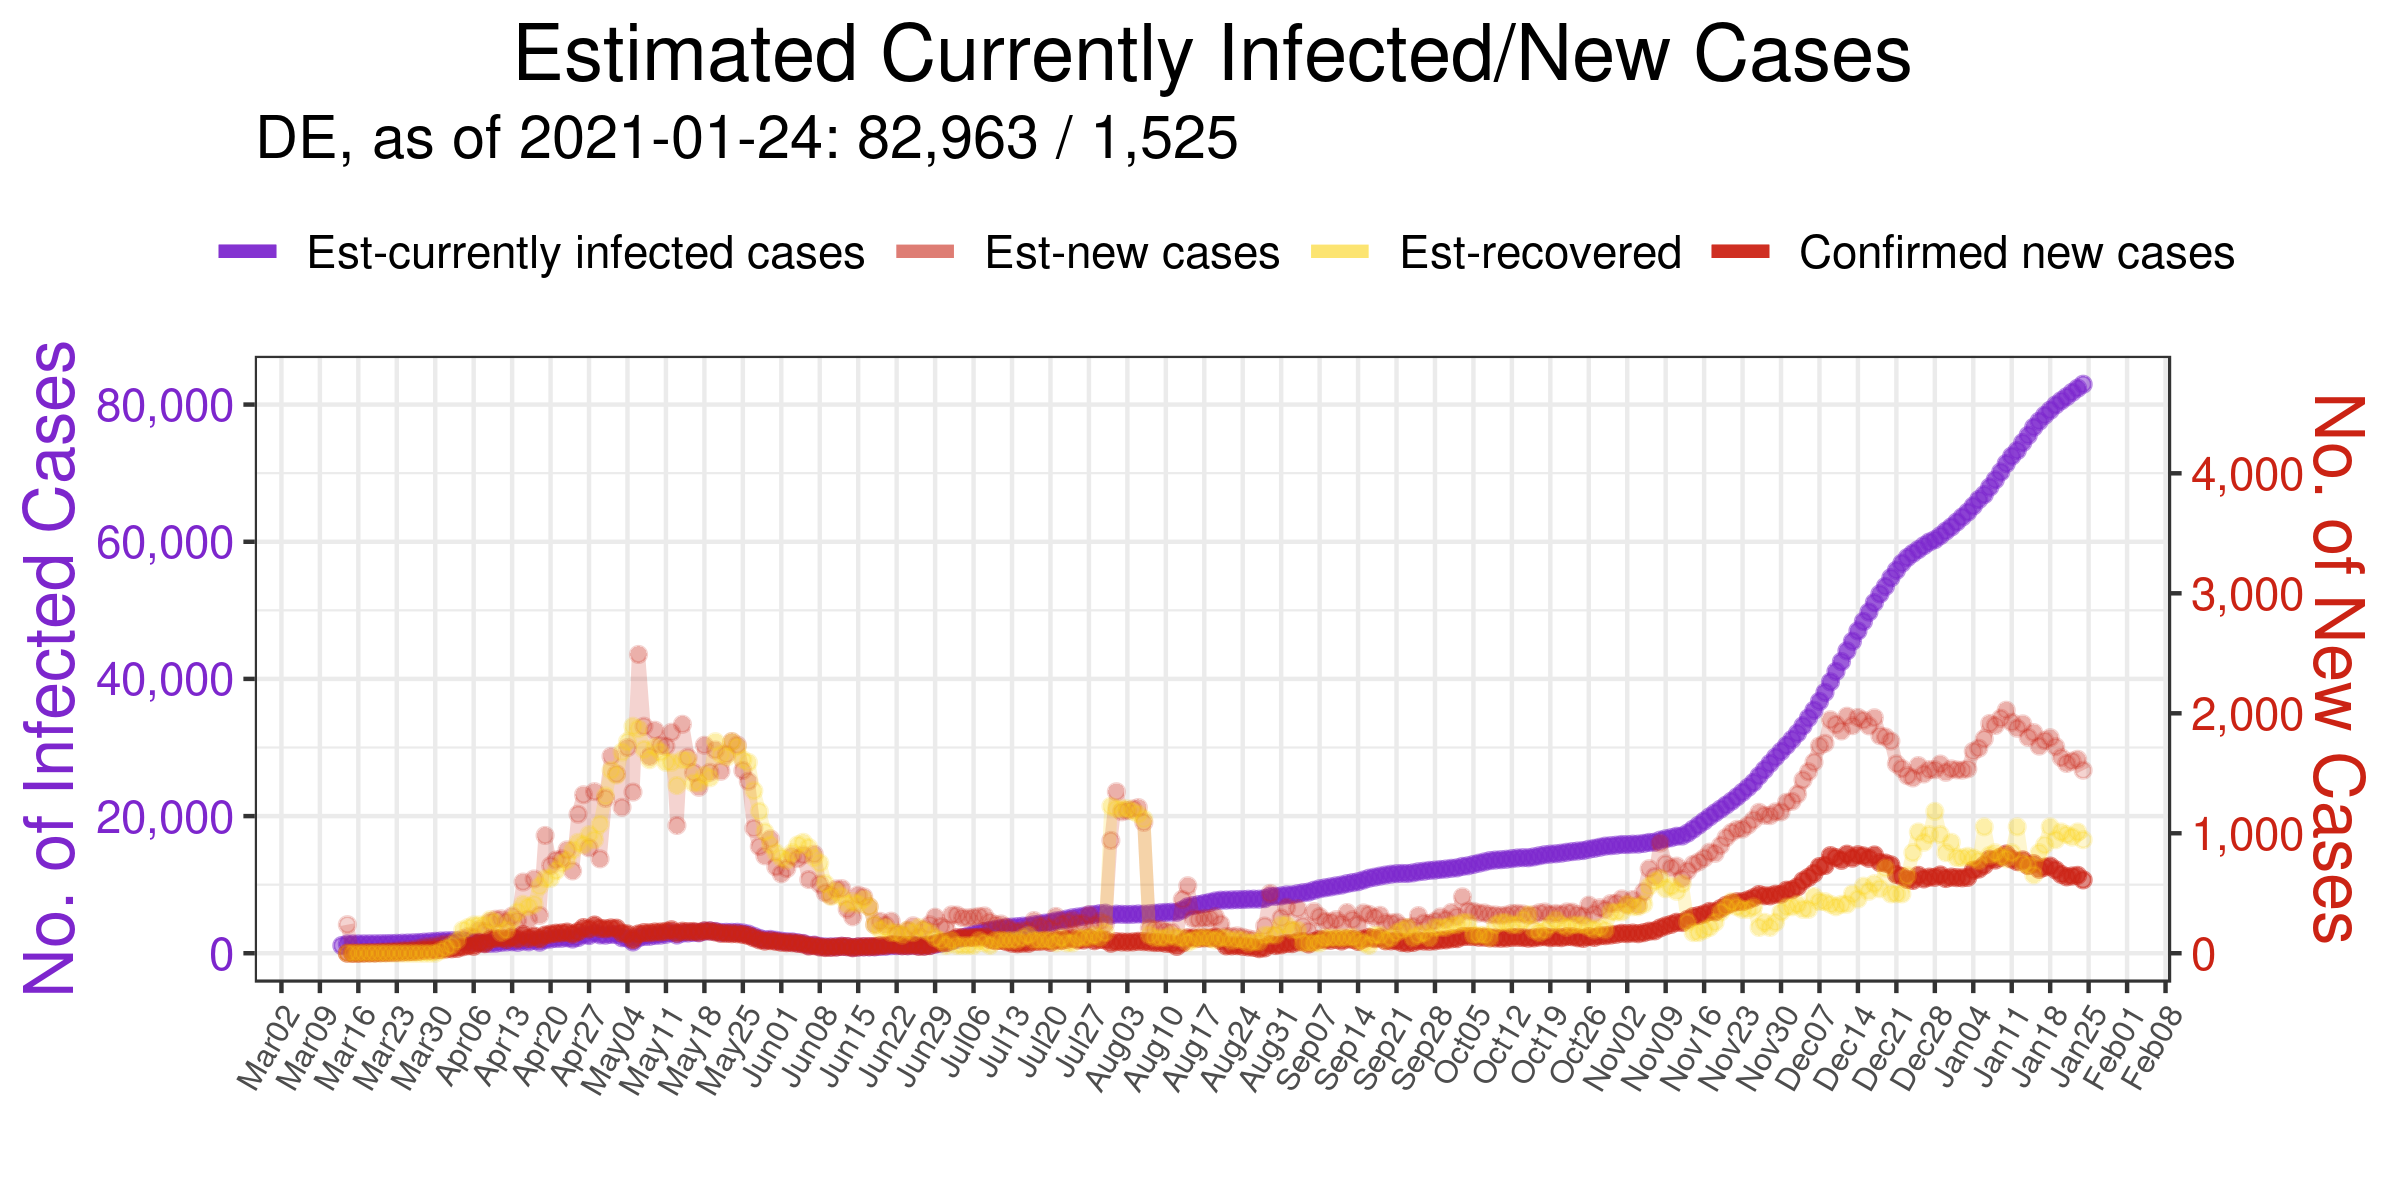 Estimated Currently Infected/New Cases
DE, as of 2021-01-24: 82,963 / 1,525
Est-currently infected cases
Est-new cases
Est-recovered
Confirmed new cases
No. of Infected Cases
80,000
60,000
40,000
20,000
0
4,000
3,000
2,000
1,000
0
No. of New Cases
Mar02
Mar09
Mar16
Mar23
Mar30
Apr06
Apr13
Apr20
Apr27
May04
May11
May18
May25
Jun01
Jun08
Jun15
Jun22
Jun29
Jul06
Jul13
Jul20
Jul27
Aug03
Aug10
Aug17
Aug24
Aug31
Sep07
Sep14
Sep21
Sep28
Oct05
Oct12
Oct19
Oct26
Nov02
Nov09
Nov16
Nov23
Nov30
Dec07
Dec14
Dec21
Dec28
Jan04
Jan11
Jan18
Jan25
Feb01
Feb08